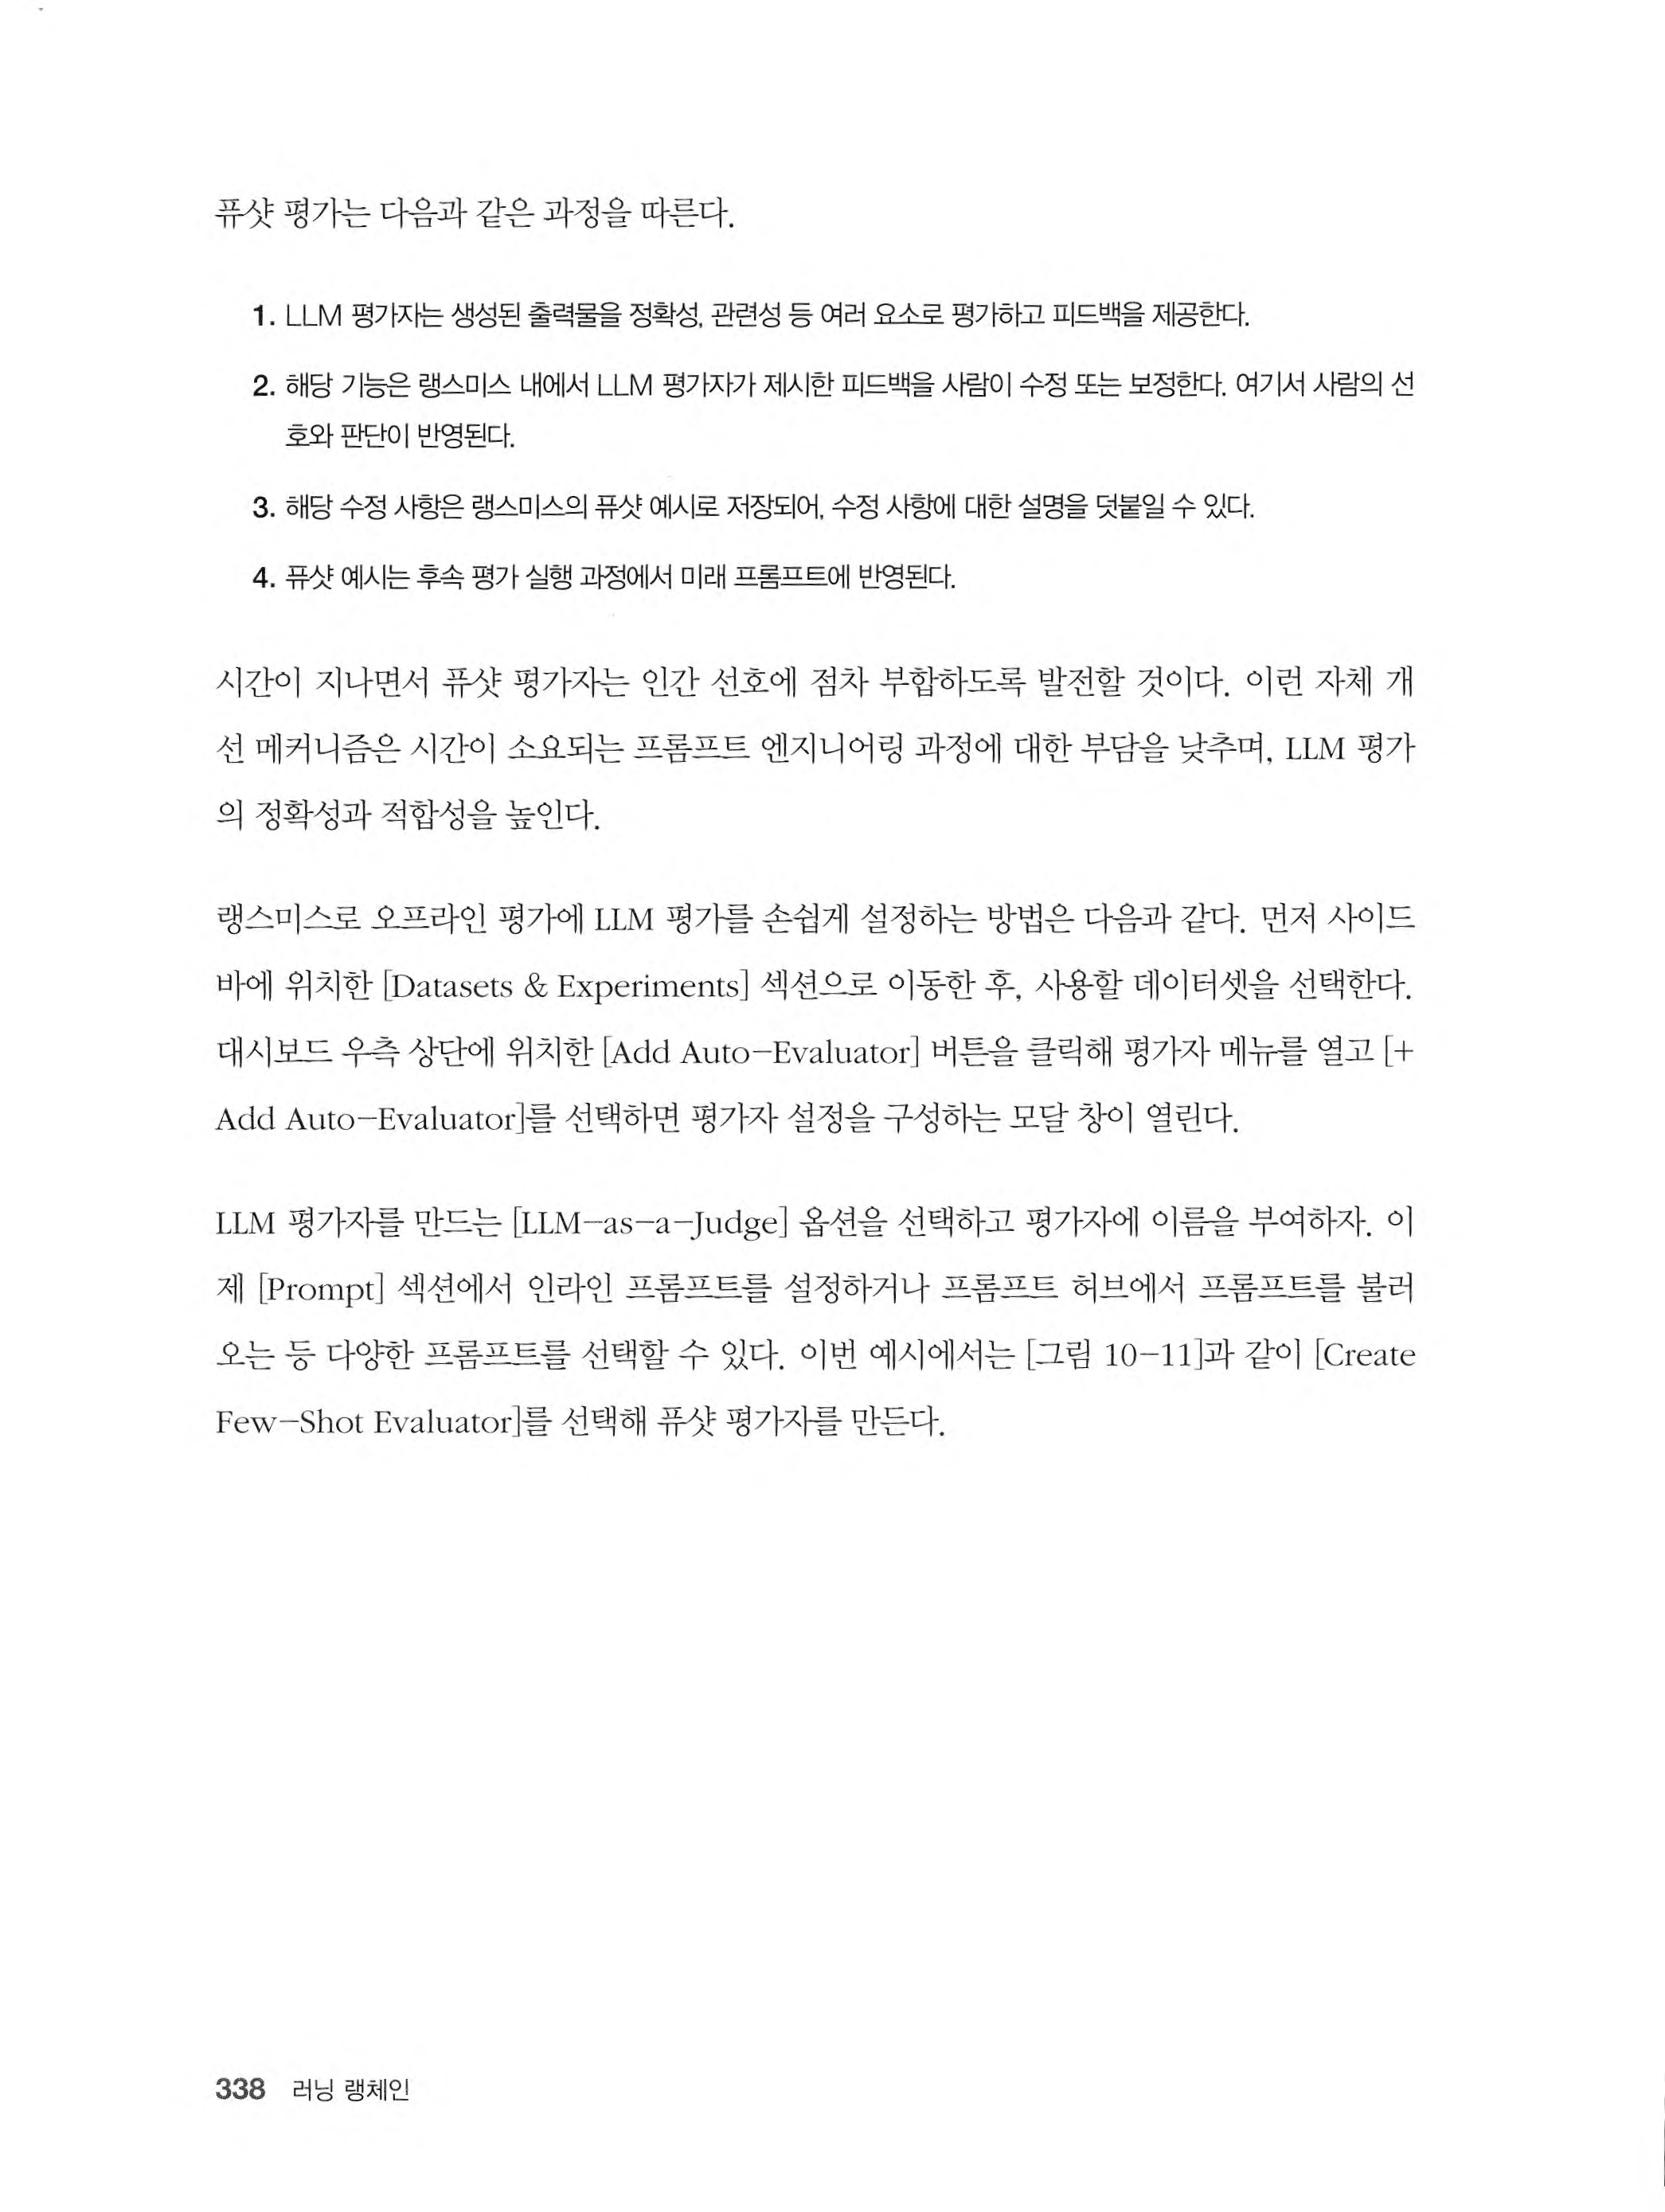 퓨샷 평가는 다음과 같은 과정을 따른다.
1. LLM 평가자는 생성된 출력물을 정확성, 관련성 등 여러 요소로 평가하고 피드백을 제공한다.
2. 해당 기능은 랭스미스 내에서 LLM 평가자가 제시한 피드백을 사람이 수정 또는 보정한다. 여기서 사람의 선
호와 판단이 반영된다.
3. 해당 수정 사항은 랭스미스의 퓨샷 예시로 저장되어, 수정 사항에 대한 설명을 덧붙일 수 있다.
4. 퓨샷 예시는 후속 평가 실행 과정에서 미래 프롬프트에 반영된다.
시간이 지나면서 퓨샷 평가자는 인간 선호에 점차 부합하도록 발전할 것이다. 이런 자체 개
선 메커니즘은 시간이 소요되는 프롬프트 엔지니어링 과정에 대한 부담을 낮추며, LLM 평가
의 정확성과 적합성을 높인다.
랭스미스로 오프라인 평가에 LLM 평가를 손쉽게 설정하는 방법은 다음과 같다. 먼저 사이드
바에 위치한 [Datasets & Experiments] 섹션으로 이동한 후, 사용할 데이터셋을 선택한다.
대시보드 우측 상단에 위치한 [Add Auto-Evaluator] 버튼을 클릭해 평가자 메뉴를 열고 [+
Add Auto-Evaluator]를 선택하면 평가자 설정을 구성하는 모달 창이 열린다.
LLM 평가자를 만드는 [LLM-as-a-Judge] 옵션을 선택하고 평가자에 이름을 부여하자. 이
제 [Prompt] 섹션에서 인라인 프롬프트를 설정하거나 프롬프트 허브에서 프롬프트를 불러
오는 등 다양한 프롬프트를 선택할 수 있다. 이번 예시에서는 [그림 10-11]과 같이 [Create
Few-Shot Evaluator]를 선택해 퓨샷 평가자를 만든다.
338 러닝 랭체인